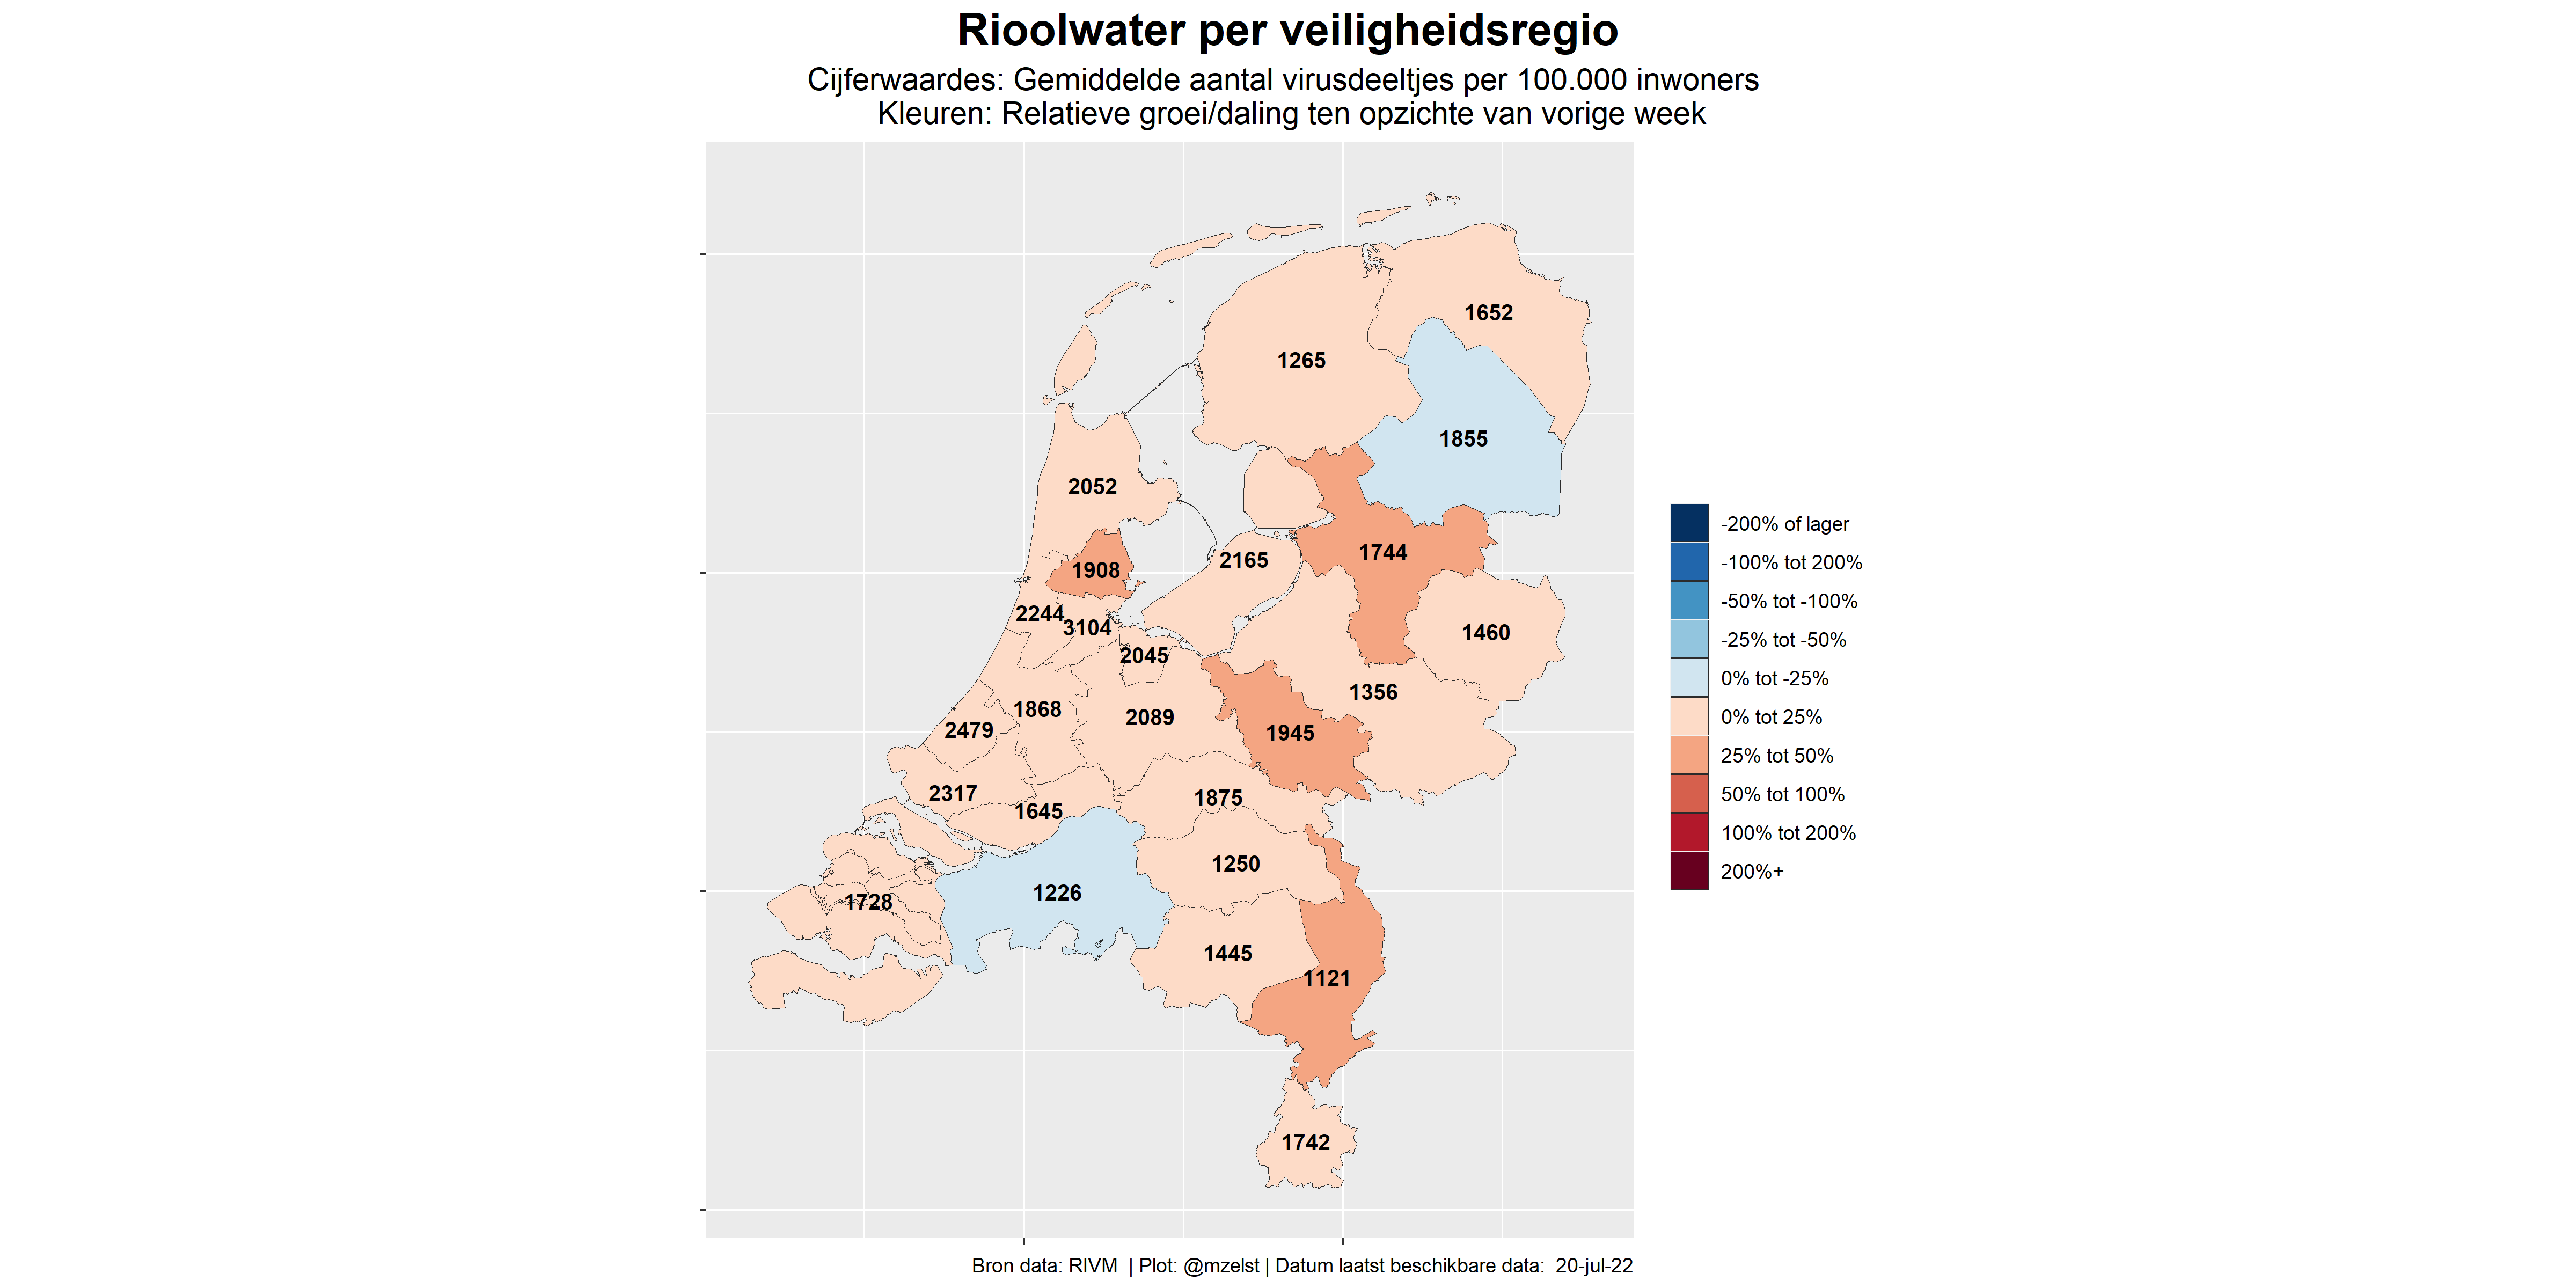 Rioolwater per veiligheidsregio
Cijferwaardes: Gemiddelde aantal virusdeeltjes per 100.000 inwoners
Kleuren: Relatieve groei/daling ten opzichte van vorige week
1652
1265
1855
2052
1744
2165
1908
2244
3104
1460
2045
1356
1868
2089
2479
1945
2317
1875
1645
1250
1226
1728
1445
1121
1742
-200% of lager
-100% tot 200%
-50% tot -100%
-25% tot -50%
0% tot -25%
0% tot 25%
25% tot 50%
50% tot 100%
100% tot 200%
200%+
Bron data: RIVM | Plot: @mzelst | Datum laatst beschikbare data: 20-jul-22